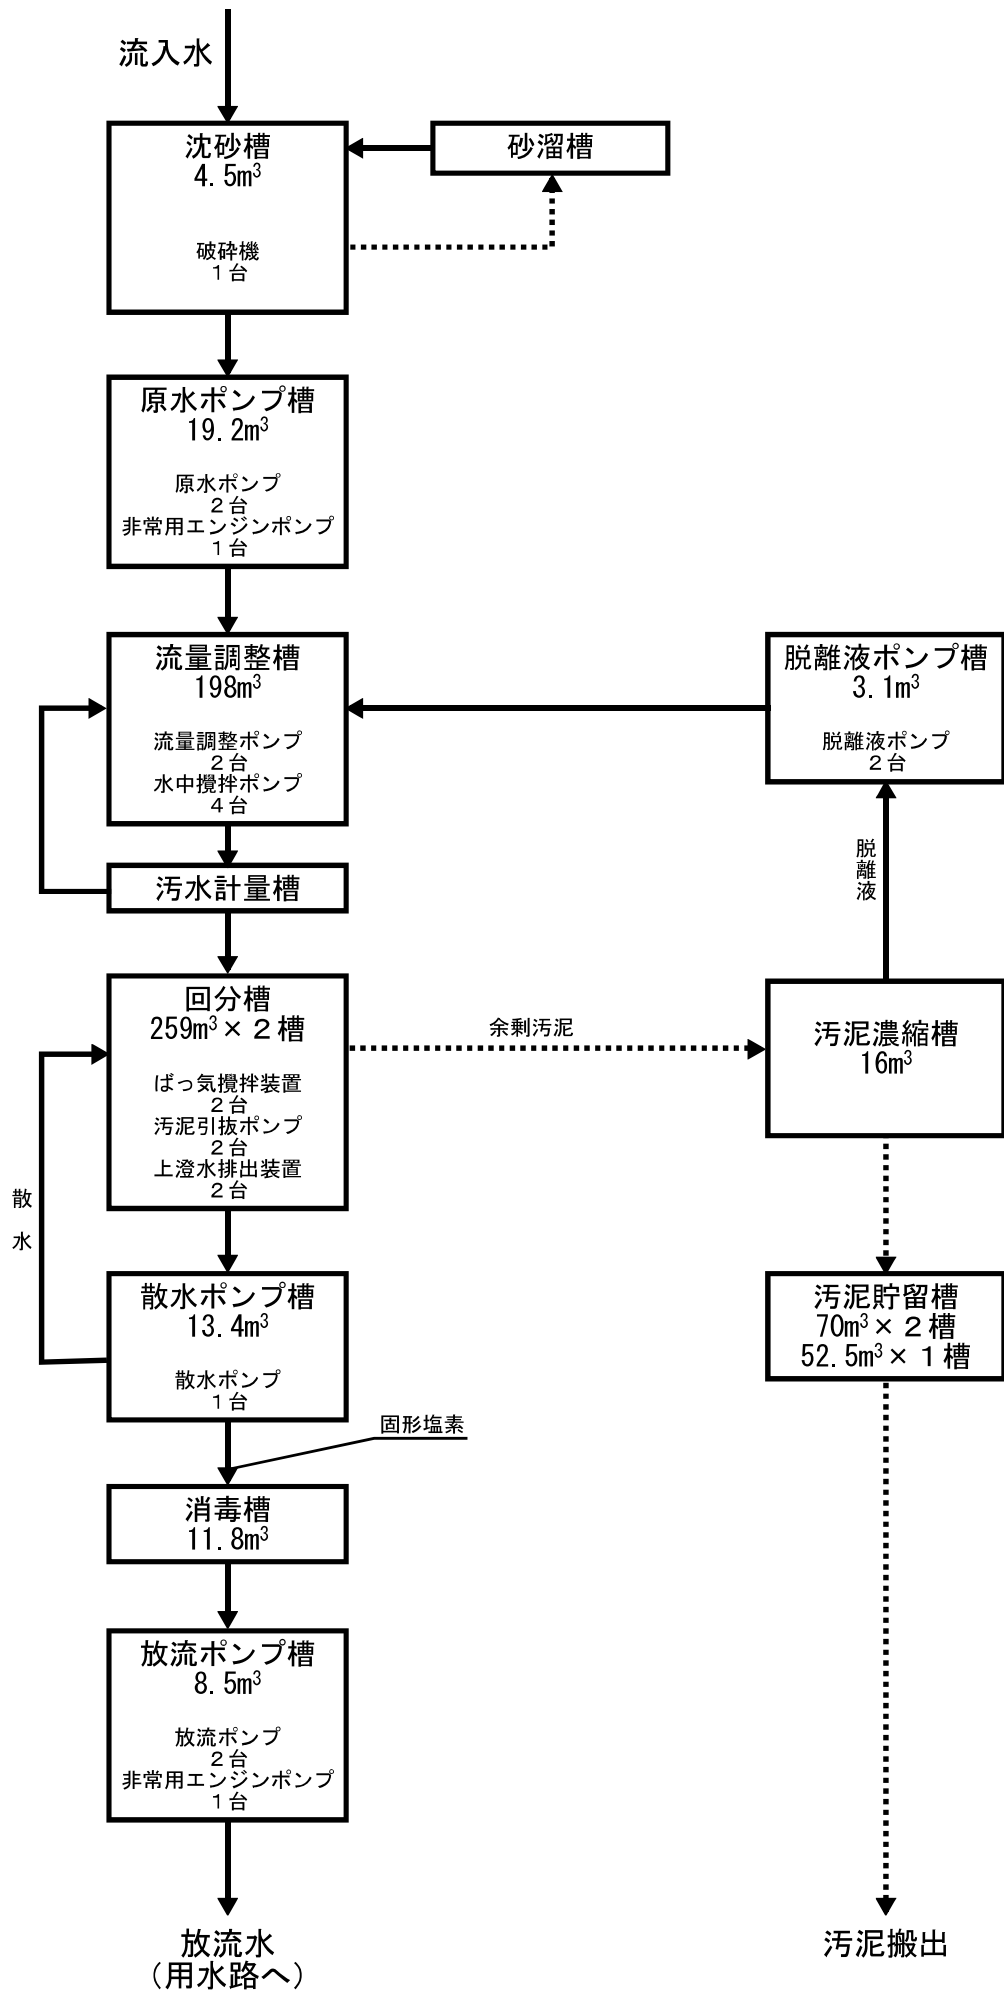 流入水
沈砂槽
4.5m³
破砕機
1台
砂溜槽
原水ポンプ槽
19.2m³
原水ポンプ
2台
非常用エンジンポンプ
1台
流量調整槽
198m³
流量調整ポンプ
2台
水中攪拌ポンプ
4台
脱離液ポンプ槽
3.1m³
脱離液ポンプ
2台
脱離液
汚水計量槽
回分槽
259m³×2槽
ばっ気攪拌装置
2台
汚泥引抜ポンプ
2台
上澄水排出装置
2台
余剰汚泥
汚泥濃縮槽
16m³
散水
散水ポンプ槽
13.4m³
散水ポンプ
1台
汚泥貯留槽
70m³×2槽
52.5m³×1槽
固形塩素
消毒槽
11.8m³
放流ポンプ槽
8.5m³
放流ポンプ
2台
非常用エンジンポンプ
1台
放流水
（用水路へ）
汚泥搬出